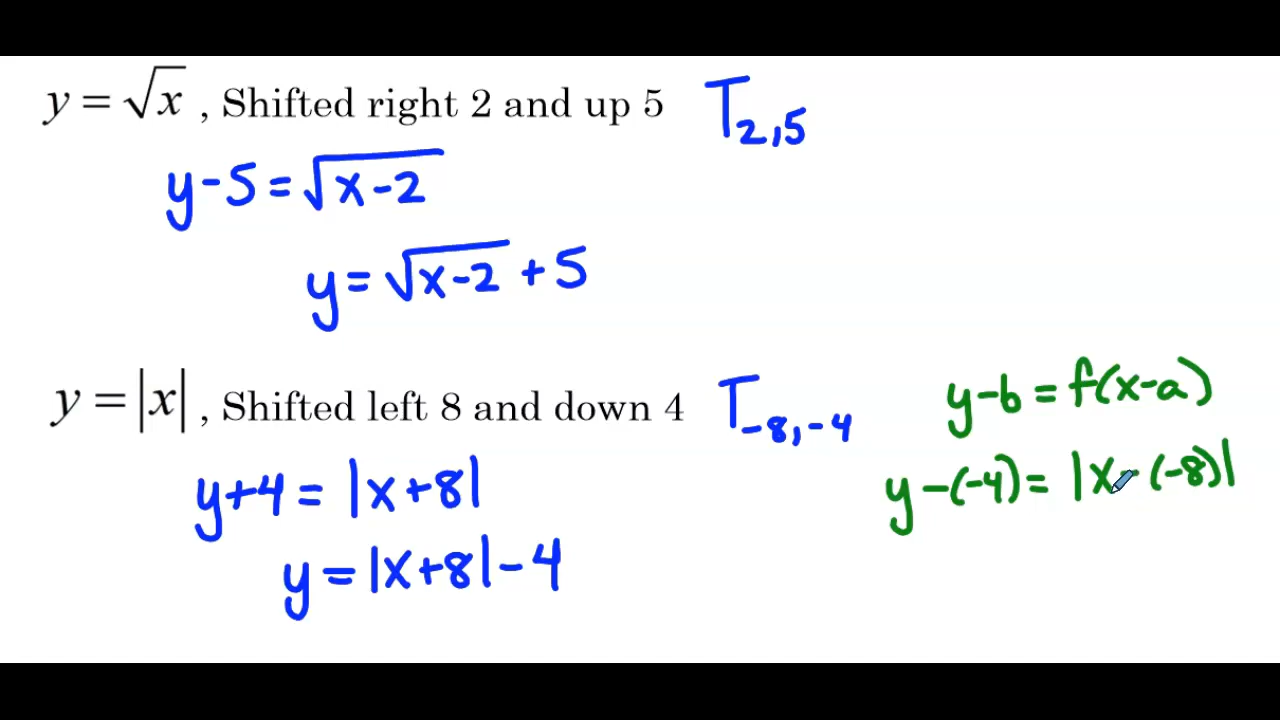 y = √x , Shifted right 2 and up 5 T₂,₅
y - 5 = √(x - 2)
y = √(x - 2) + 5
y = |x| , Shifted left 8 and down 4 T₋₈,₋₄
y + 4 = |x + 8|
y = |x + 8| - 4
y - b = f(x - a)
y - (-4) = |x - (-8)|